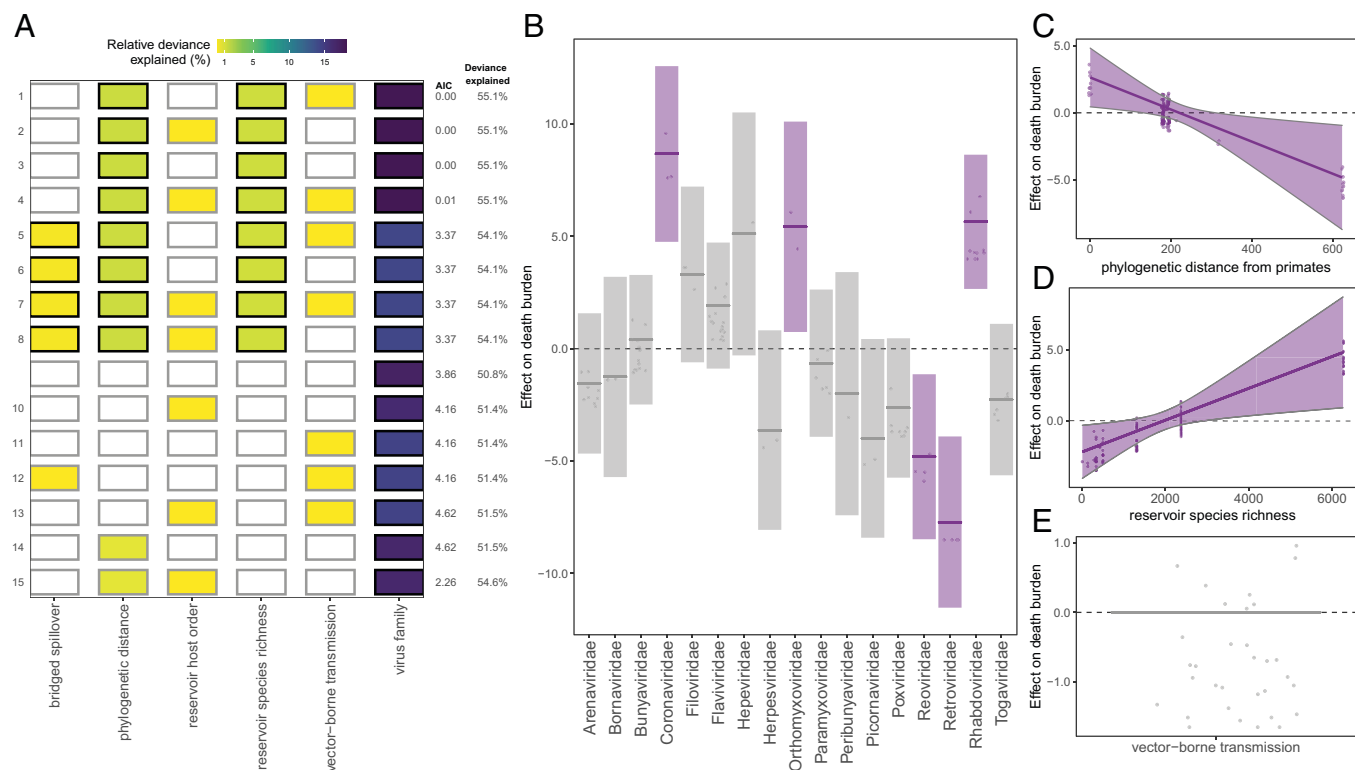 A
Relative deviance
explained (%)
1 5 10 15
AIC
Deviance
explained
1 0.00 55.1%
2 0.00 55.1%
3 0.00 55.1%
4 0.01 55.1%
5 3.37 54.1%
6 3.37 54.1%
7 3.37 54.1%
8 3.37 54.1%
3.86 50.8%
10 4.16 51.4%
11 4.16 51.4%
12 4.16 51.4%
13 4.62 51.5%
14 4.62 51.5%
15 2.26 54.6%
bridged spillover
phylogenetic distance
reservoir host order
reservoir species richness
vector−borne transmission
virus family
B
Effect on death burden
10.0
5.0
0.0
−5.0
−10.0
Arenaviridae
Bornaviridae
Bunyaviridae
Coronaviridae
Filoviridae
Flaviviridae
Hepeviridae
Herpesviridae
Orthomyxoviridae
Paramyxoviridae
Peribunyaviridae
Picornaviridae
Poxviridae
Reoviridae
Retroviridae
Rhabdoviridae
Togaviridae
C
Effect on death burden
5.0
0.0
−5.0
0 200 400 600
phylogenetic distance from primates
D
Effect on death burden
5.0
0.0
0 2000 4000 6000
reservoir species richness
E
Effect on death burden
1.0
0.0
−1.0
vector−borne transmission